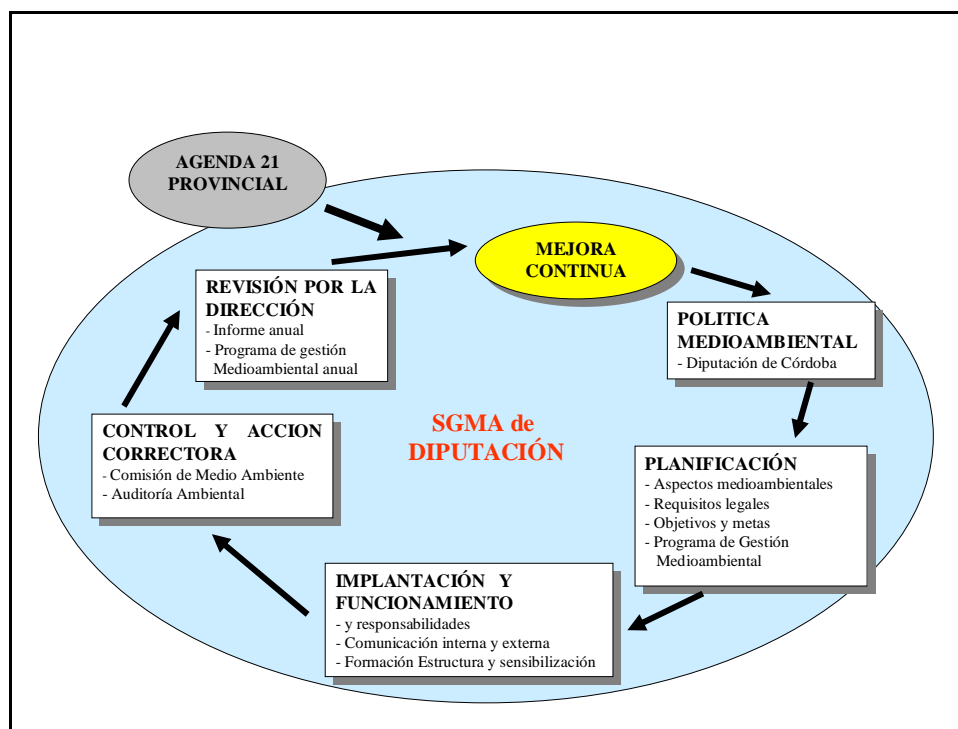 AGENDA 21
PROVINCIAL
MEJORA
CONTINUA
REVISIÓN POR LA
DIRECCIÓN
- Informe anual
- Programa de gestión
Medioambiental anual
POLITICA
MEDIOAMBIENTAL
- Diputación de Córdoba
CONTROL Y ACCION
CORRECTORA
- Comisión de Medio Ambiente
- Auditoría Ambiental
SGMA de
DIPUTACIÓN
PLANIFICACIÓN
- Aspectos medioambientales
- Requisitos legales
- Objetivos y metas
- Programa de Gestión
Medioambiental
IMPLANTACIÓN Y
FUNCIONAMIENTO
- y responsabilidades
- Comunicación interna y externa
- Formación Estructura y sensibilización